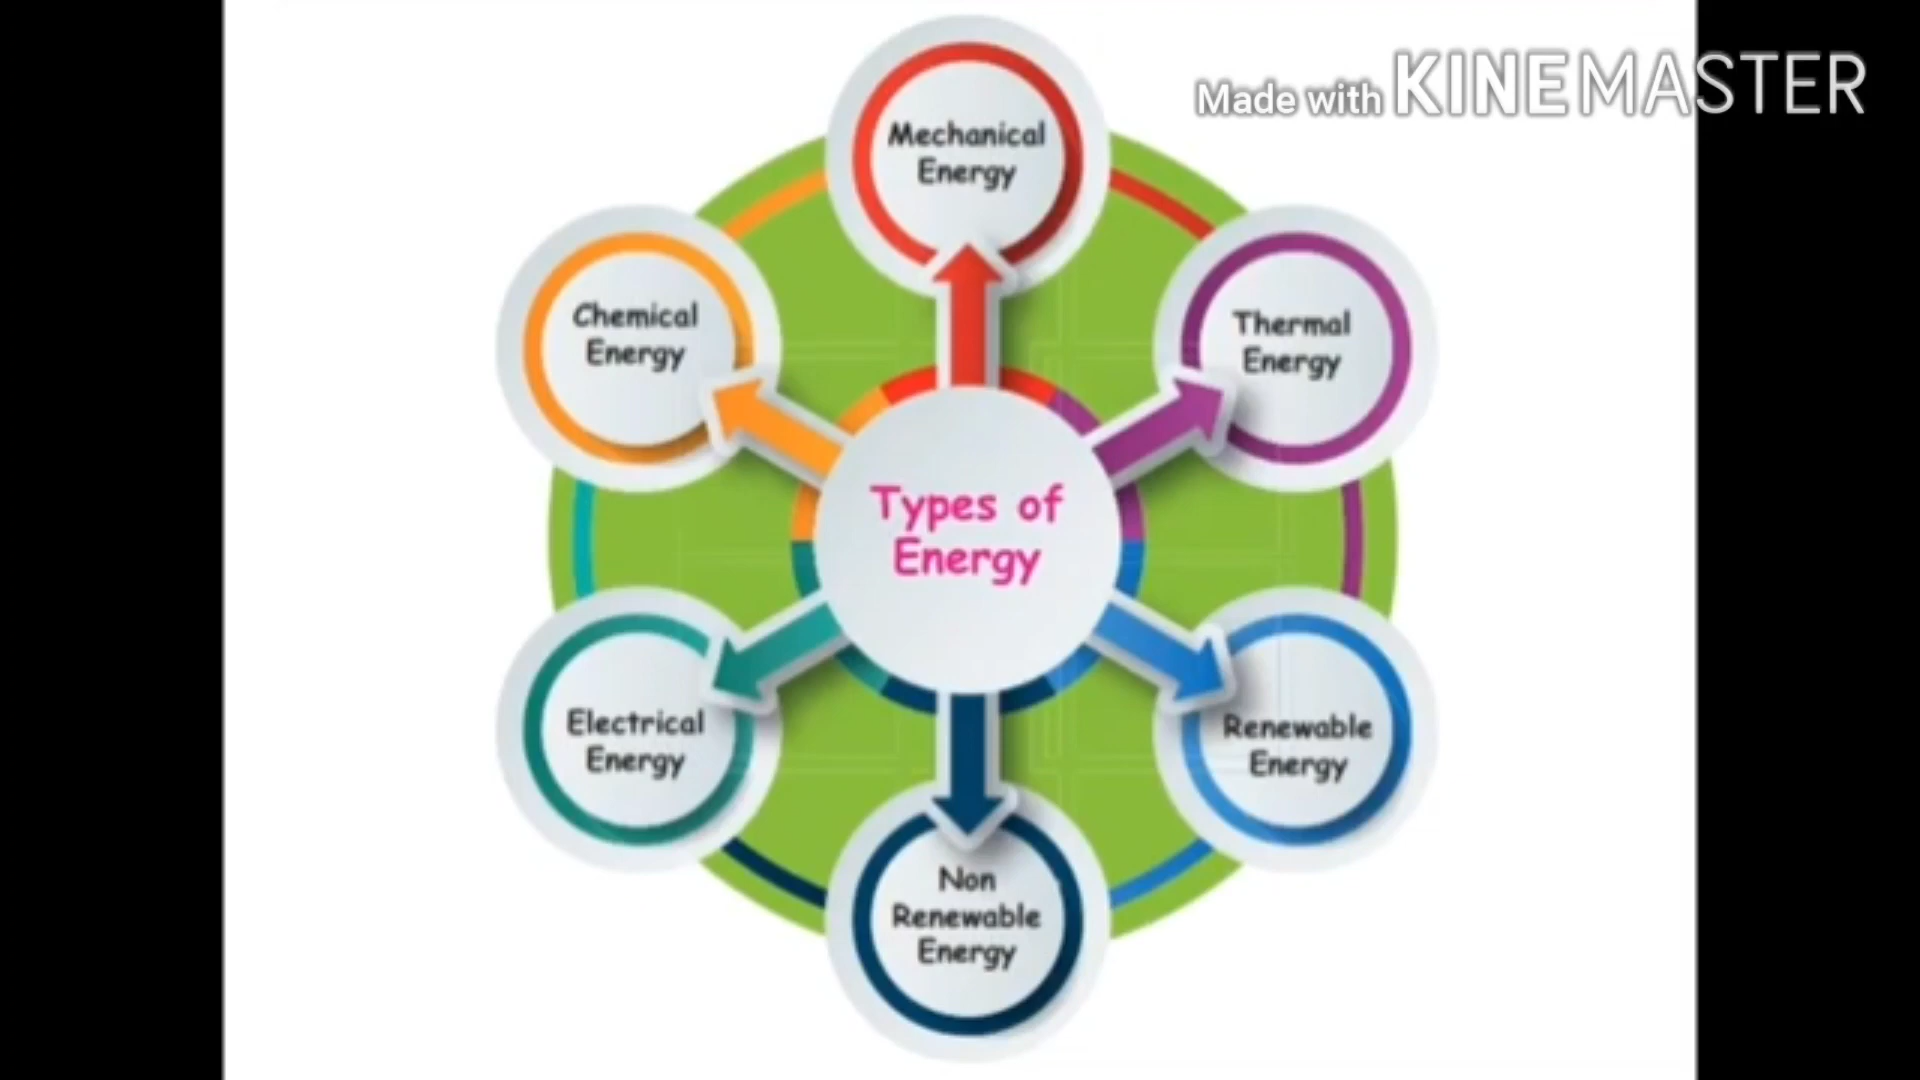 Made with KINEMASTER
Mechanical
Energy
Thermal
Energy
Renewable
Energy
Non
Renewable
Energy
Electrical
Energy
Chemical
Energy
Types of
Energy